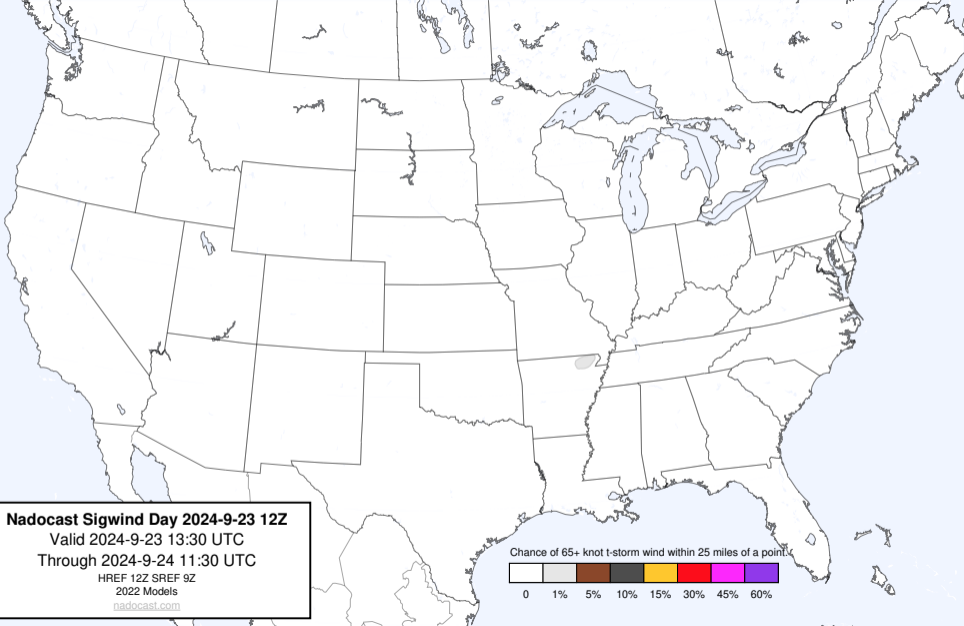 Nadocast Sigwind Day 2024-9-23 12Z
Valid 2024-9-23 13:30 UTC
Through 2024-9-24 11:30 UTC
HREF 12Z SREF 9Z
2022 Models
nadocast.com
Chance of 65+ knot t-storm wind within 25 miles of a point.
0 1% 5% 10% 15% 30% 45% 60%